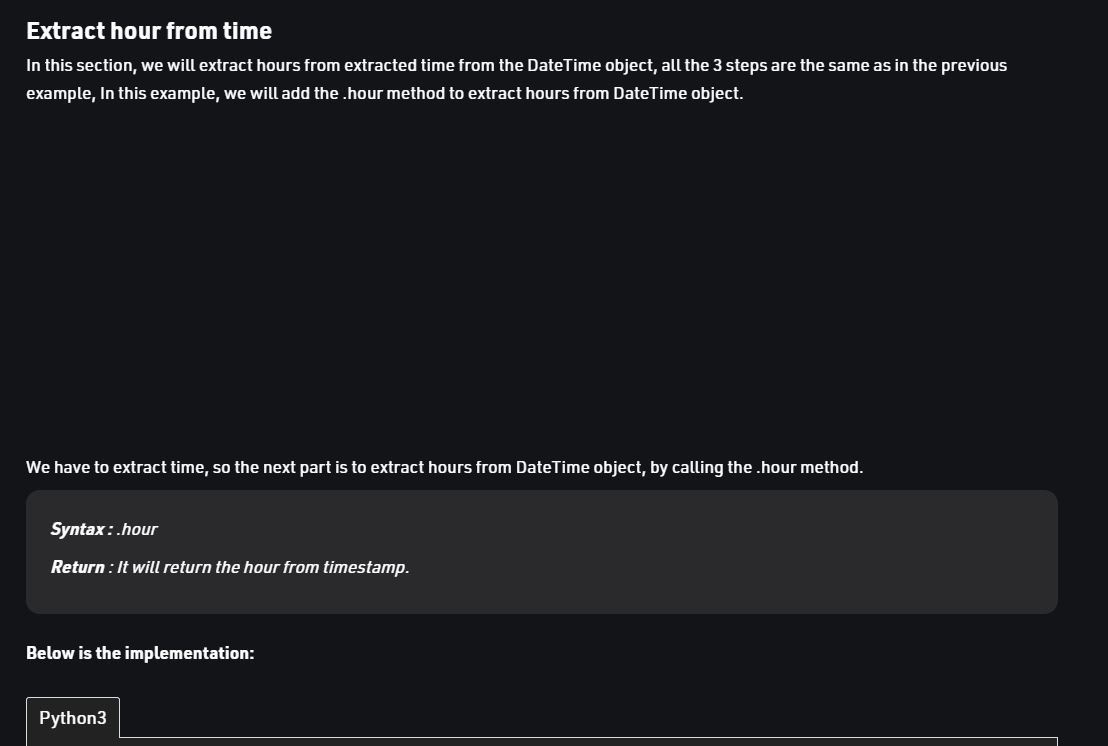 Extract hour from time
In this section, we will extract hours from extracted time from the DateTime object, all the 3 steps are the same as in the previous
example, In this example, we will add the .hour method to extract hours from DateTime object.
We have to extract time, so the next part is to extract hours from DateTime object, by calling the .hour method.
Syntax : .hour
Return : It will return the hour from timestamp.
Below is the implementation:
Python3